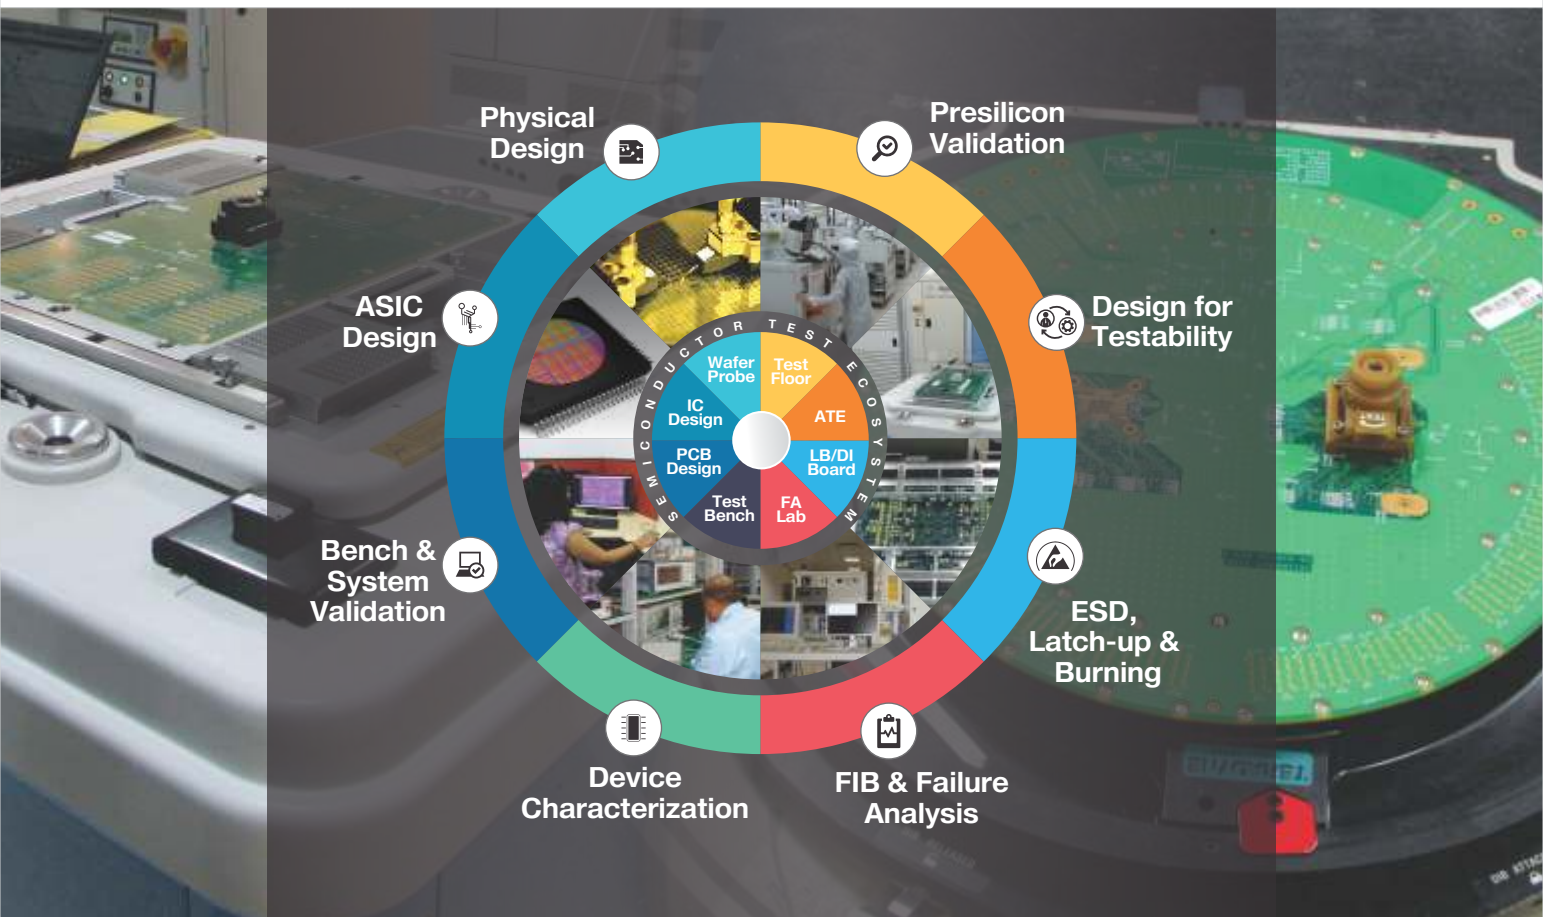 Physical
Design
Presilicon
Validation
ASIC
Design
Design for
Testability
SEMICONDUCTOR TEST ECOSYSTEM
Wafer
Probe
Test
Floor
IC
Design
ATE
PCB
Design
LB/DI
Board
Test
Bench
FA
Lab
Bench &
System
Validation
ESD,
Latch-up &
Burning
Device
Characterization
FIB & Failure
Analysis